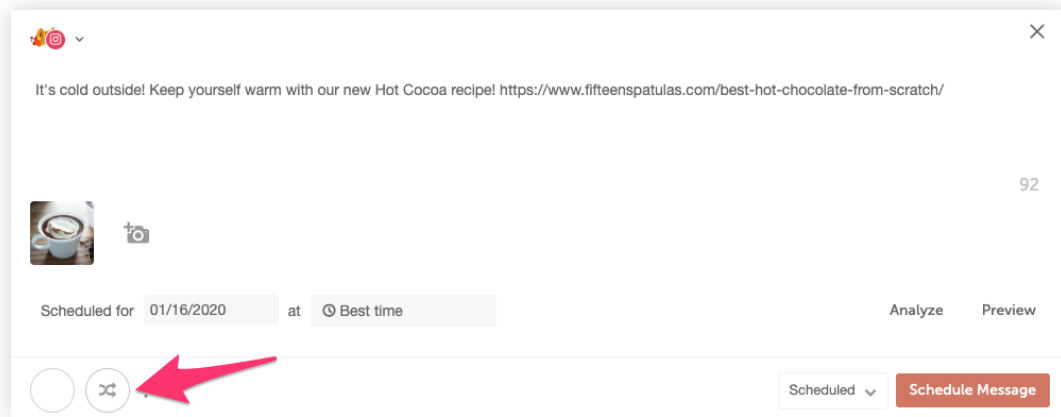 It's cold outside! Keep yourself warm with our new Hot Cocoa recipe! https://www.fifteenspatulas.com/best-hot-chocolate-from-scratch/
92
Scheduled for 01/16/2020 at Best time Analyze Preview
Scheduled Schedule Message